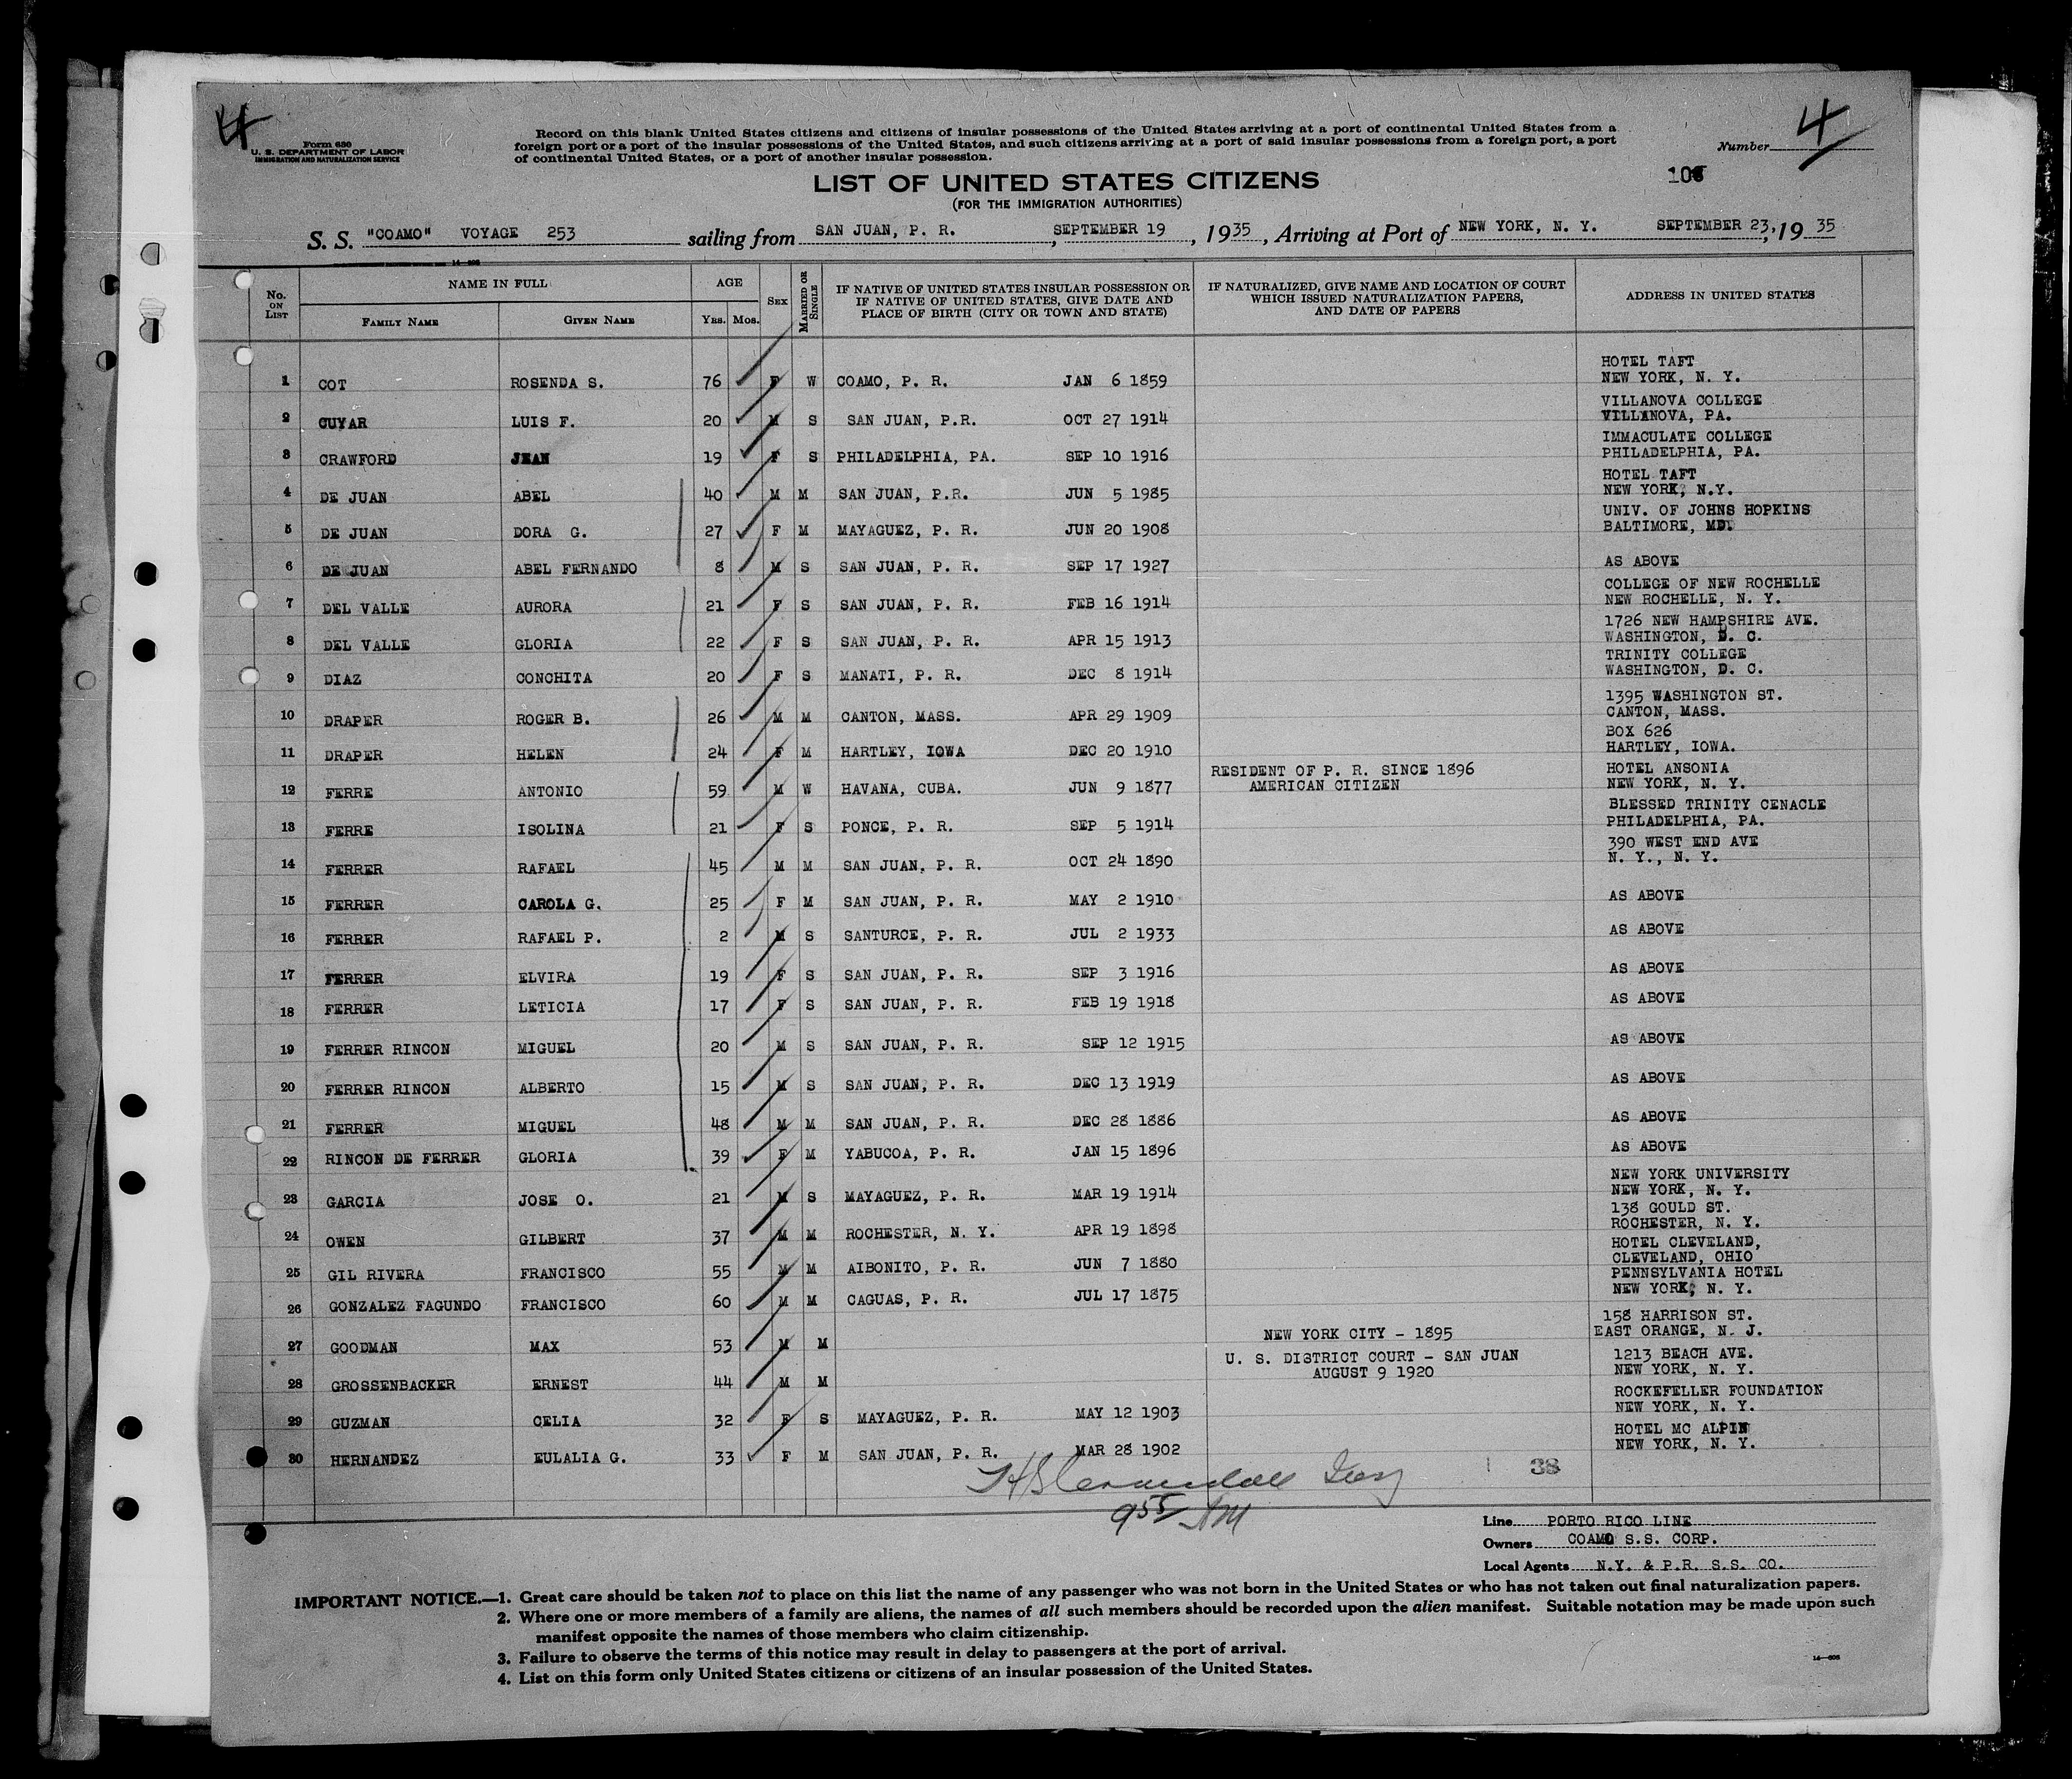 4
4
Form 630
U. S. DEPARTMENT OF LABOR
IMMIGRATION AND NATURALIZATION SERVICE
Record on this blank United States citizens and citizens of insular possessions of the United States arriving at a port of continental United States from a
foreign port or a port of the insular possessions of the United States, and such citizens arriving at a port of said insular possessions from a foreign port, a port
of continental United States, or a port of another insular possession.
Number
LIST OF UNITED STATES CITIZENS
(FOR THE IMMIGRATION AUTHORITIES)
S. S. "COAMO" VOYAGE 253 sailing from SAN JUAN, P. R., SEPTEMBER 19, 1935, Arriving at Port of NEW YORK, N. Y. SEPTEMBER 23, 1935
No. ON LIST NAME IN FULL FAMILY NAME GIVEN NAME AGE YRS. MOS. SEX MARRIED OR SINGLE IF NATIVE OF UNITED STATES INSULAR POSSESSION OR IF NATIVE OF UNITED STATES, GIVE DATE AND PLACE OF BIRTH (CITY OR TOWN AND STATE) IF NATURALIZED, GIVE NAME AND LOCATION OF COURT WHICH ISSUED NATURALIZATION PAPERS, AND DATE OF PAPERS ADDRESS IN UNITED STATES
1 COT ROSENDA S. 76 F W COAMO, P. R. JAN 6 1859 HOTEL TAFT NEW YORK, N. Y.
2 CUYAR LUIS F. 20 M S SAN JUAN, P.R. OCT 27 1914 VILLANOVA COLLEGE VILLANOVA, PA.
3 CRAWFORD JEAN 19 F S PHILADELPHIA, PA. SEP 10 1916 IMMACULATE COLLEGE PHILADELPHIA, PA.
4 DE JUAN ABEL 40 M M SAN JUAN, P.R. JUN 5 1985 HOTEL TAFT NEW YORK, N.Y.
5 DE JUAN DORA G. 27 F M MAYAGUEZ, P. R. JUN 20 1908 UNIV. OF JOHNS HOPKINS BALTIMORE, MD.
6 DE JUAN ABEL FERNANDO 8 M S SAN JUAN, P. R. SEP 17 1927 AS ABOVE
7 DEL VALLE AURORA 21 F S SAN JUAN, P. R. FEB 16 1914 COLLEGE OF NEW ROCHELLE NEW ROCHELLE, N. Y.
8 DEL VALLE GLORIA 22 F S SAN JUAN, P. R. APR 15 1913 1726 NEW HAMPSHIRE AVE. WASHINGTON, D. C.
9 DIAZ CONCHITA 20 F S MANATI, P. R. DEC 8 1914 TRINITY COLLEGE WASHINGTON, D. C.
10 DRAPER ROGER B. 26 M M CANTON, MASS. APR 29 1909 1395 WASHINGTON ST. CANTON, MASS.
11 DRAPER HELEN 24 F M HARTLEY, IOWA DEC 20 1910 BOX 626 HARTLEY, IOWA.
12 FERRE ANTONIO 59 M W HAVANA, CUBA. JUN 9 1877 RESIDENT OF P. R. SINCE 1896 AMERICAN CITIZEN HOTEL ANSONIA NEW YORK, N. Y.
13 FERRE ISOLINA 21 F S PONCE, P. R. SEP 5 1914 BLESSED TRINITY CENACLE PHILADELPHIA, PA.
14 FERRER RAFAEL 45 M M SAN JUAN, P. R. OCT 24 1890 390 WEST END AVE N. Y., N. Y.
15 FERRER CAROLA G. 25 F M SAN JUAN, P. R. MAY 2 1910 AS ABOVE
16 FERRER RAFAEL P. 2 M S SANTURCE, P. R. JUL 2 1933 AS ABOVE
17 FERRER ELVIRA 19 F S SAN JUAN, P. R. SEP 3 1916 AS ABOVE
18 FERRER LETICIA 17 F S SAN JUAN, P. R. FEB 19 1918 AS ABOVE
19 FERRER RINCON MIGUEL 20 M S SAN JUAN, P. R. SEP 12 1915 AS ABOVE
20 FERRER RINCON ALBERTO 15 M S SAN JUAN, P. R. DEC 13 1919 AS ABOVE
21 FERRER MIGUEL 48 M M SAN JUAN, P. R. DEC 28 1886 AS ABOVE
22 RINCON DE FERRER GLORIA 39 F M YABUCOA, P. R. JAN 15 1896 AS ABOVE
23 GARCIA JOSE O. 21 M S MAYAGUEZ, P. R. MAR 19 1914 NEW YORK UNIVERSITY NEW YORK, N. Y.
24 OWEN GILBERT 37 M M ROCHESTER, N. Y. APR 19 1898 138 GOULD ST. ROCHESTER, N. Y.
25 GIL RIVERA FRANCISCO 55 M M AIBONITO, P. R. JUN 7 1880 HOTEL CLEVELAND, CLEVELAND, OHIO
26 GONZALEZ FAGUNDO FRANCISCO 60 M M CAGUAS, P. R. JUL 17 1875 PENNSYLVANIA HOTEL NEW YORK, N. Y.
27 GOODMAN MAX 53 M M NEW YORK CITY - 1895 158 HARRISON ST. EAST ORANGE, N. J.
28 GROSSENBACKER ERNEST 44 M M U. S. DISTRICT COURT - SAN JUAN AUGUST 9 1920 1213 BEACH AVE. NEW YORK, N. Y.
29 GUZMAN CELIA 32 F S MAYAGUEZ, P. R. MAY 12 1903 ROCKEFELLER FOUNDATION NEW YORK, N. Y.
30 HERNANDEZ EULALIA G. 33 F M SAN JUAN, P. R. MAR 28 1902 HOTEL MC ALPIN NEW YORK, N. Y.
38
955 AM
Line PORTO RICO LINE
Owners COAMO S.S. CORP.
Local Agents N.Y. & P.R. S.S. CO.
IMPORTANT NOTICE.—1. Great care should be taken not to place on this list the name of any passenger who was not born in the United States or who has not taken out final naturalization papers.
2. Where one or more members of a family are aliens, the names of all such members should be recorded upon the alien manifest. Suitable notation may be made upon such
manifest opposite the names of those members who claim citizenship.
3. Failure to observe the terms of this notice may result in delay to passengers at the port of arrival.
4. List on this form only United States citizens or citizens of an insular possession of the United States.